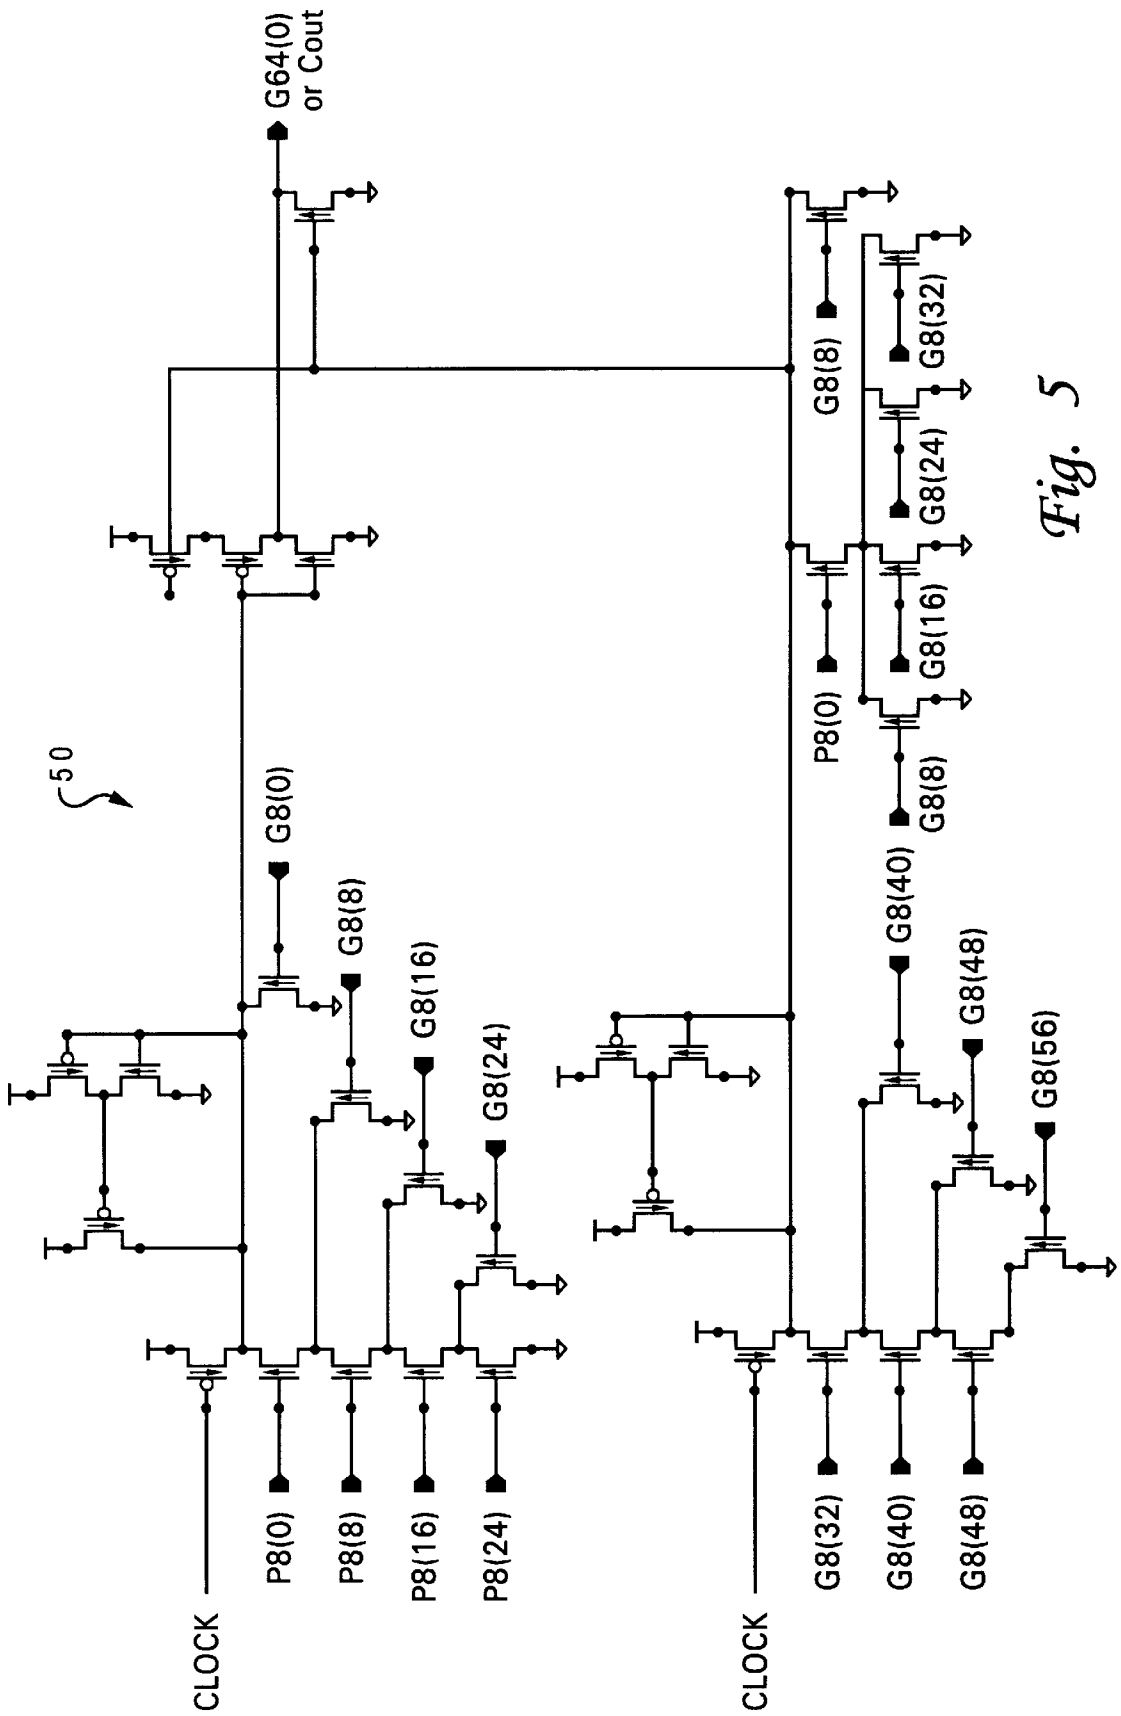 50
CLOCK
P8(0)
P8(8)
P8(16)
P8(24)
G8(0)
G8(8)
G8(16)
G8(24)
G64(0)
or Cout
CLOCK
G8(32)
G8(40)
G8(48)
G8(40)
G8(48)
G8(56)
P8(0)
G8(8)
G8(8)
G8(16)
G8(24)
G8(32)
Fig. 5